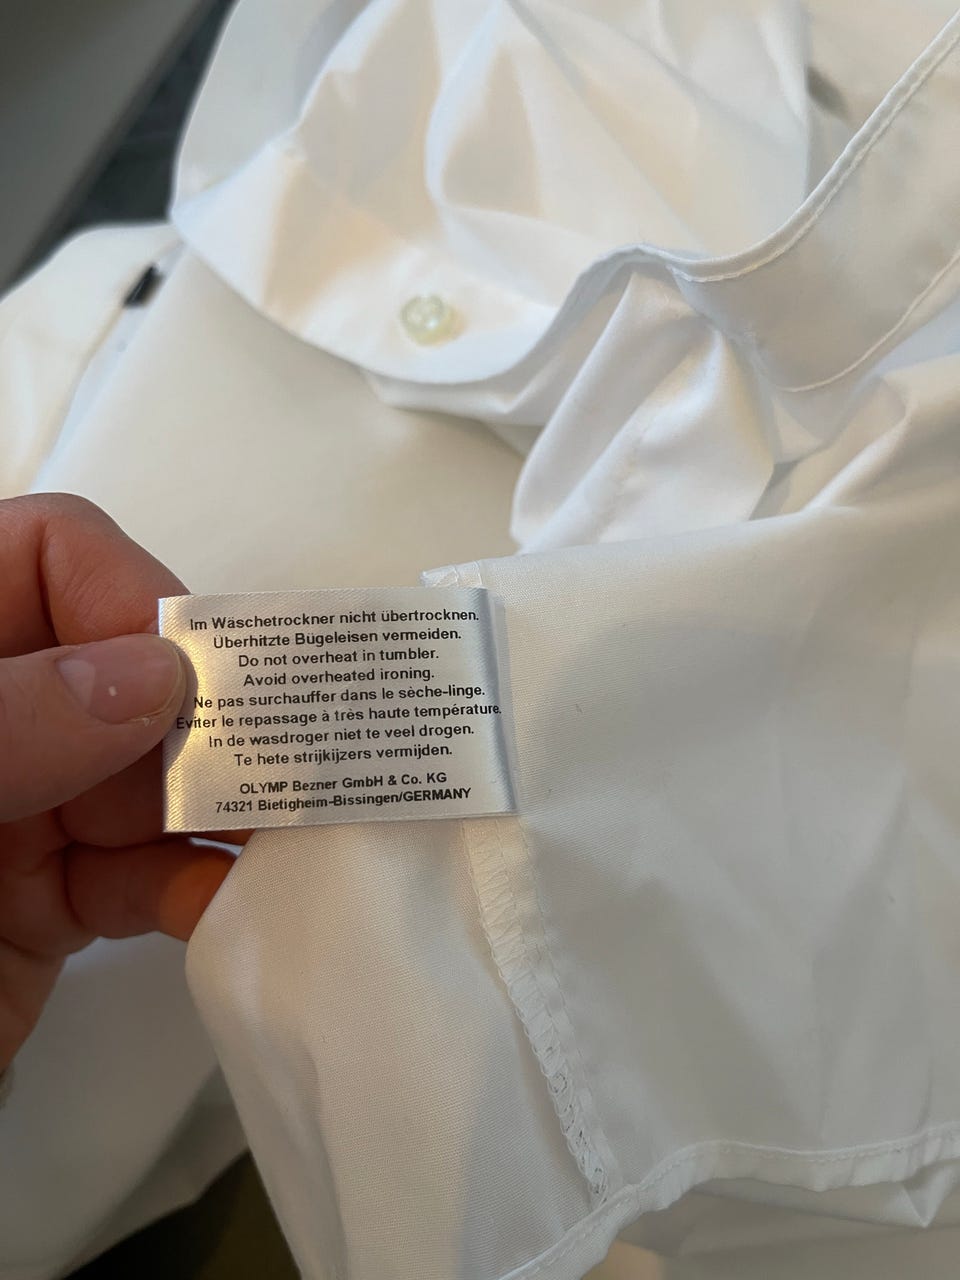 Im Wäschetrockner nicht übertrocknen.
Überhitzte Bügeleisen vermeiden.
Do not overheat in tumbler.
Avoid overheated ironing.
Ne pas surchauffer dans le sèche-linge.
Eviter le repassage à très haute température.
In de wasdroger niet te veel drogen.
Te hete strijkijzers vermijden.
OLYMP Bezner GmbH & Co. KG
74321 Bietigheim-Bissingen/GERMANY